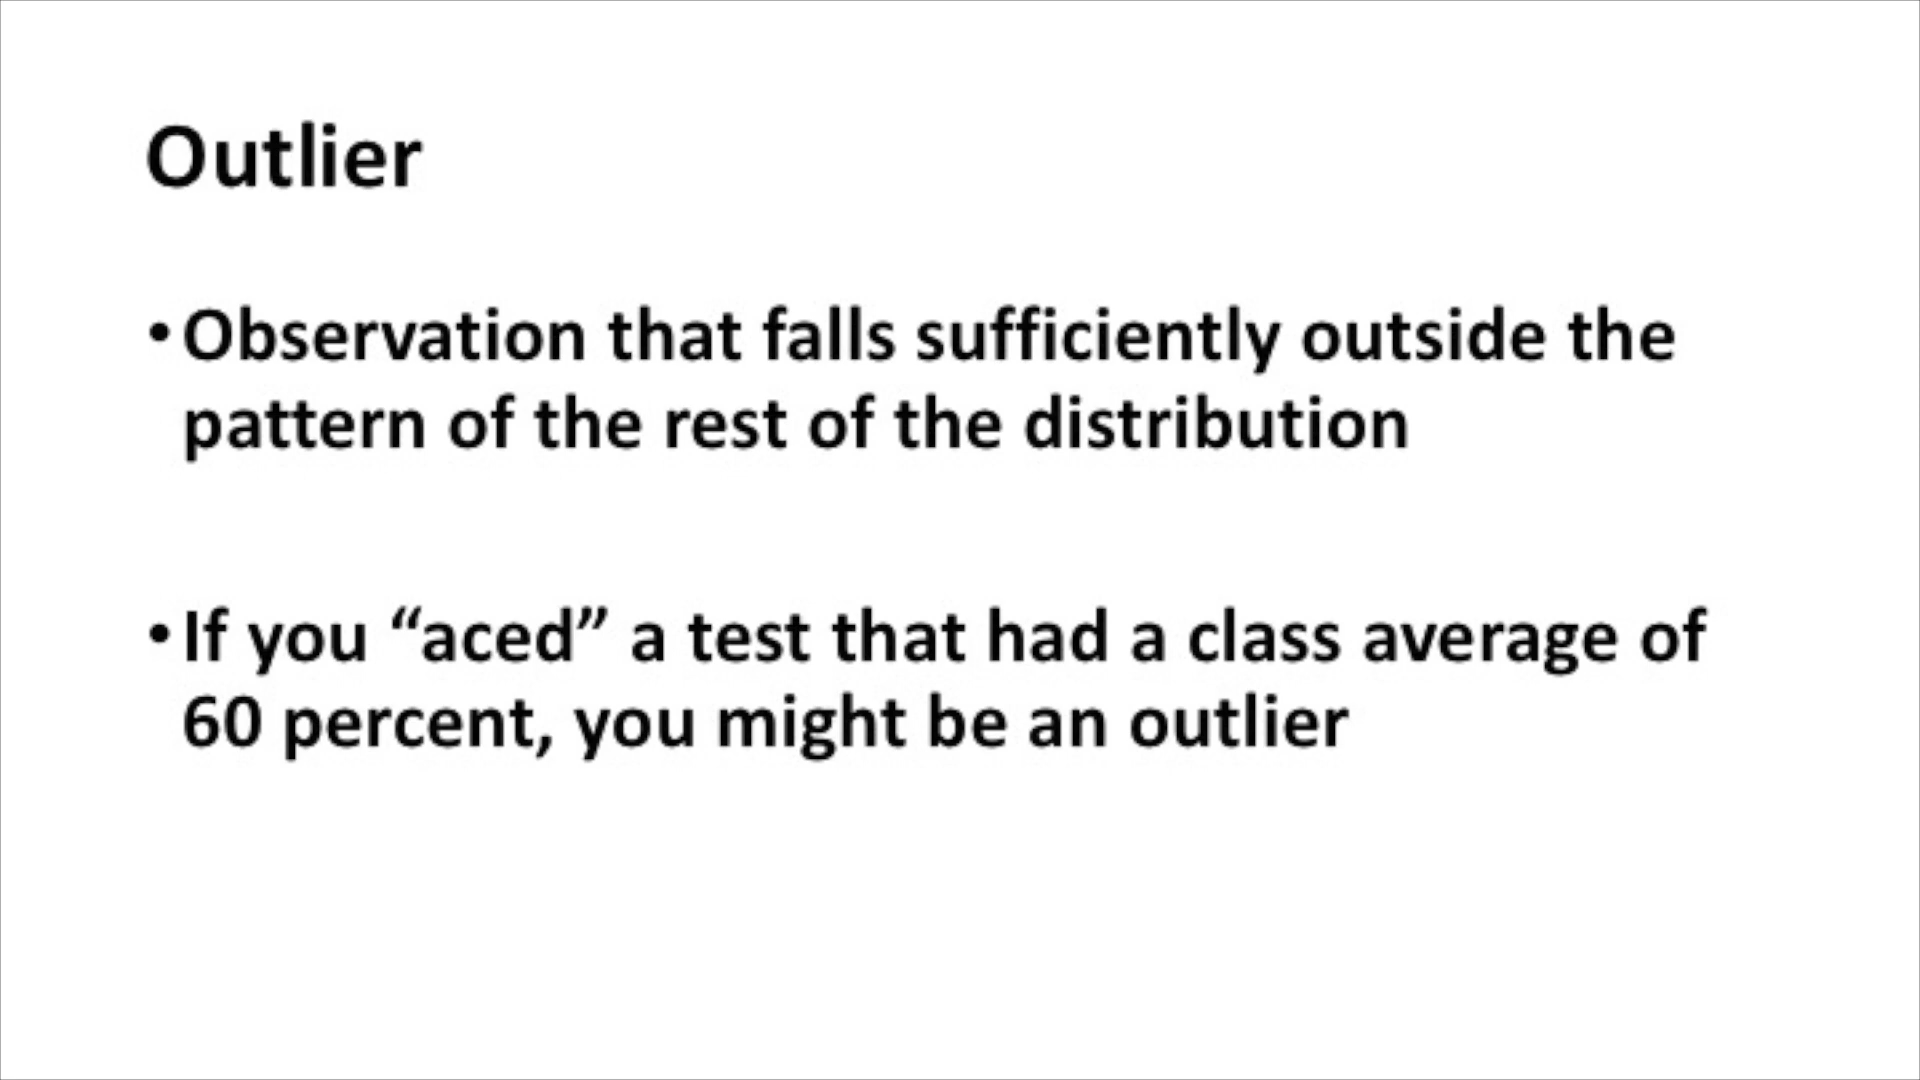 Outlier
•Observation that falls sufficiently outside the
pattern of the rest of the distribution
•If you “aced” a test that had a class average of
60 percent, you might be an outlier